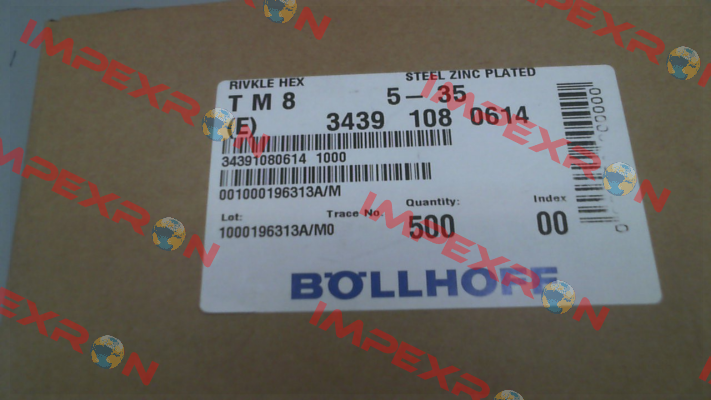 RIVKLE HEX STEEL ZINC PLATED
T M 8 5 - 35
(E) 3439 108 0614
34391080614 1000
001000196313A/M
Lot: Trace-No. Quantity: Index
1000196313A/M0 500 00
BÖLLHOFF
IMPEXRON
IMPEXRON
IMPEXRON
IMPEXRON
IMPEXRON
IMPEXRON